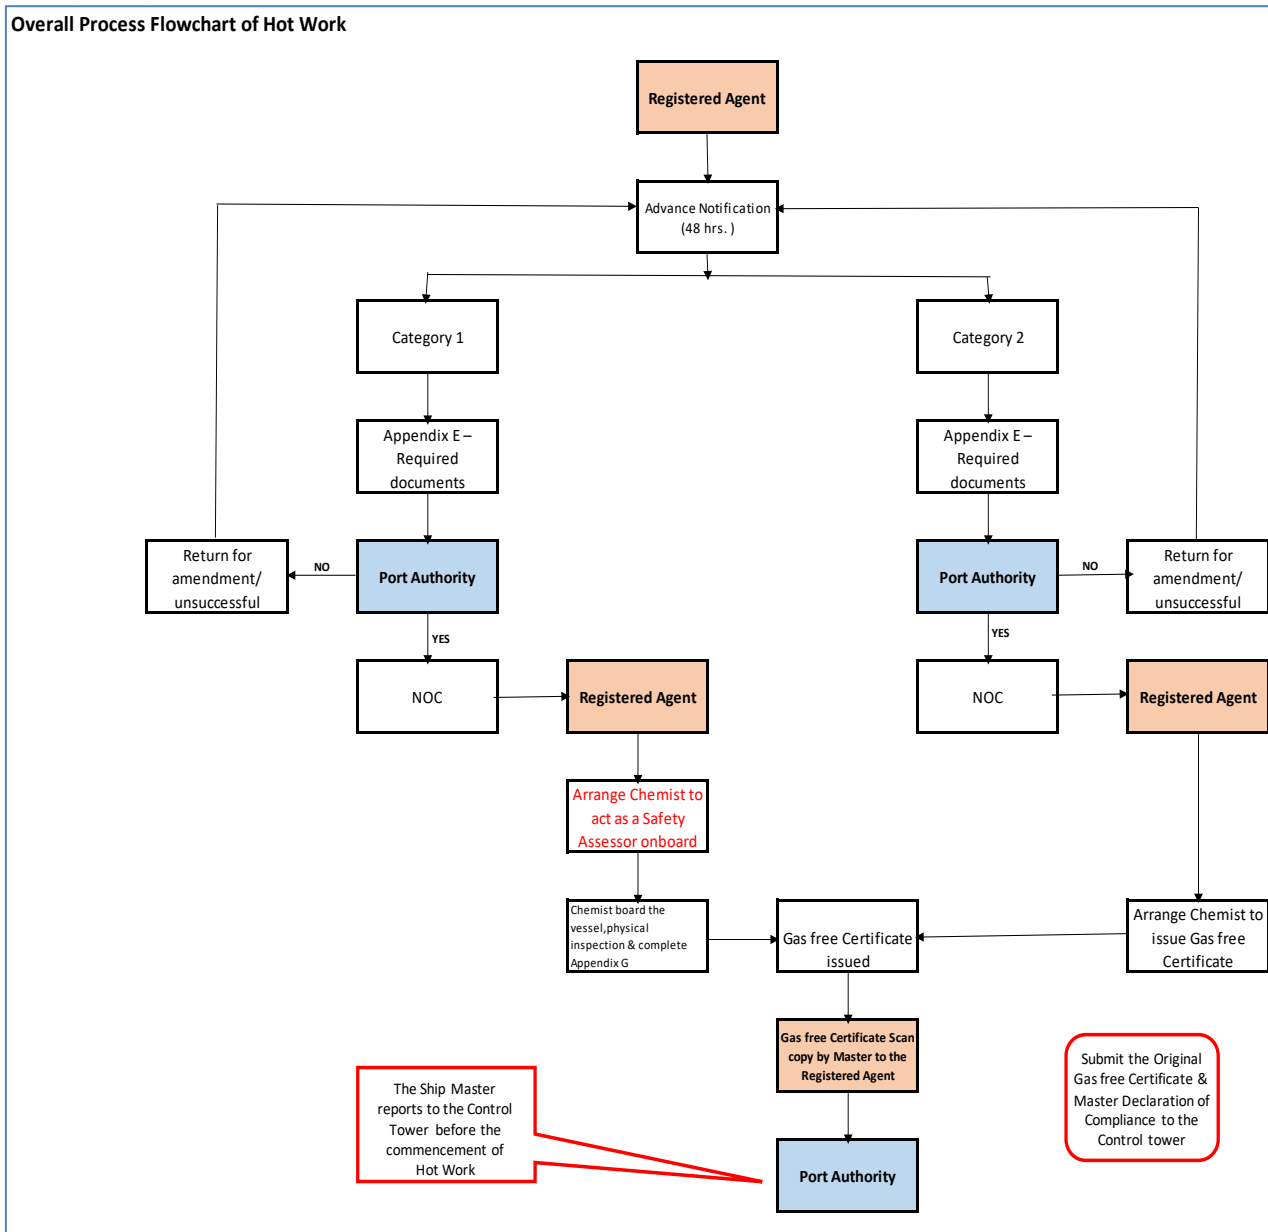 Overall Process Flowchart of Hot Work
Registered Agent
Advance Notification
(48 hrs. )
Category 1
Category 2
Appendix E –
Required
documents
Appendix E –
Required
documents
Return for
amendment/
unsuccessful
NO
Port Authority
Port Authority
NO
Return for
amendment/
unsuccessful
YES
YES
NOC
Registered Agent
NOC
Registered Agent
Arrange Chemist to
act as a Safety
Assessor onboard
Chemist board the
vessel,physical
inspection & complete
Appendix G
Gas free Certificate
issued
Arrange Chemist to
issue Gas free
Certificate
Gas free Certificate Scan
copy by Master to the
Registered Agent
The Ship Master
reports to the Control
Tower before the
commencement of
Hot Work
Submit the Original
Gas free Certificate &
Master Declaration of
Compliance to the
Control tower
Port Authority